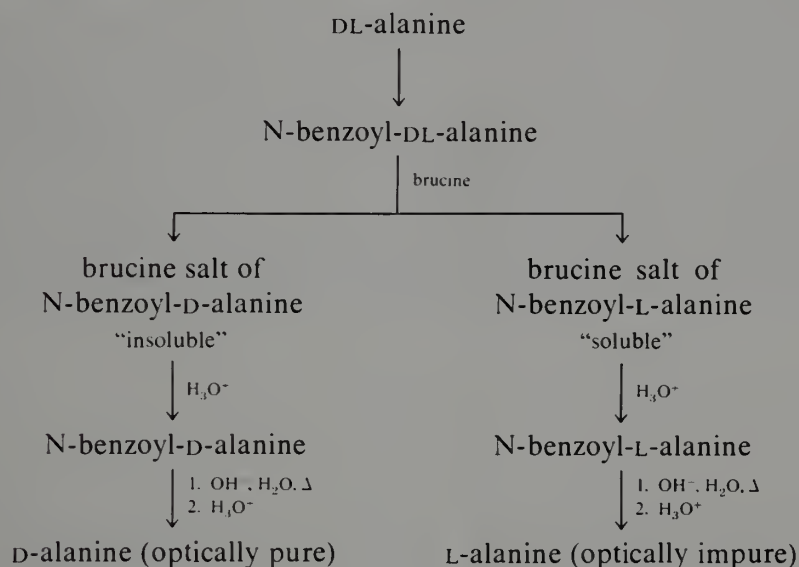 DL-alanine
N-benzoyl-DL-alanine
brucine
brucine salt of
N-benzoyl-D-alanine
"insoluble"
H₃O⁻
N-benzoyl-D-alanine
1. OH⁻, H₂O, Δ
2. H₃O⁻
D-alanine (optically pure)
brucine salt of
N-benzoyl-L-alanine
"soluble"
H₃O⁺
N-benzoyl-L-alanine
1. OH⁻, H₂O, Δ
2. H₃O⁺
L-alanine (optically impure)